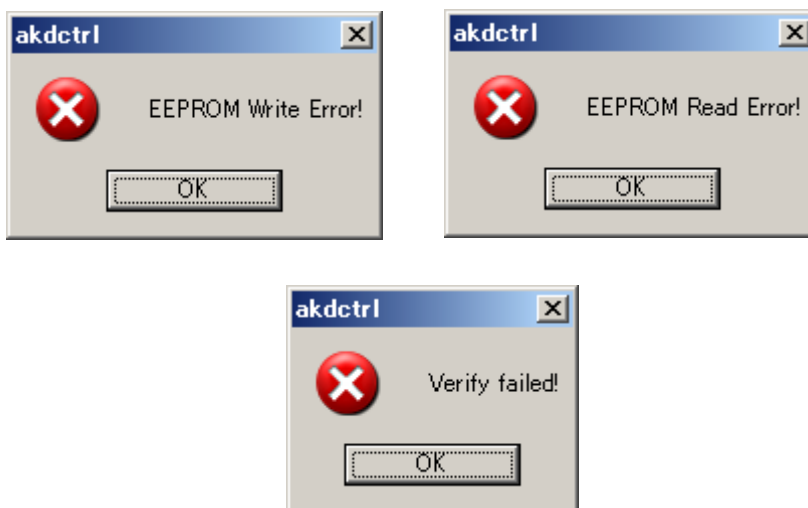 akdctrl
EEPROM Write Error!
OK
akdctrl
EEPROM Read Error!
OK
akdctrl
Verify failed!
OK